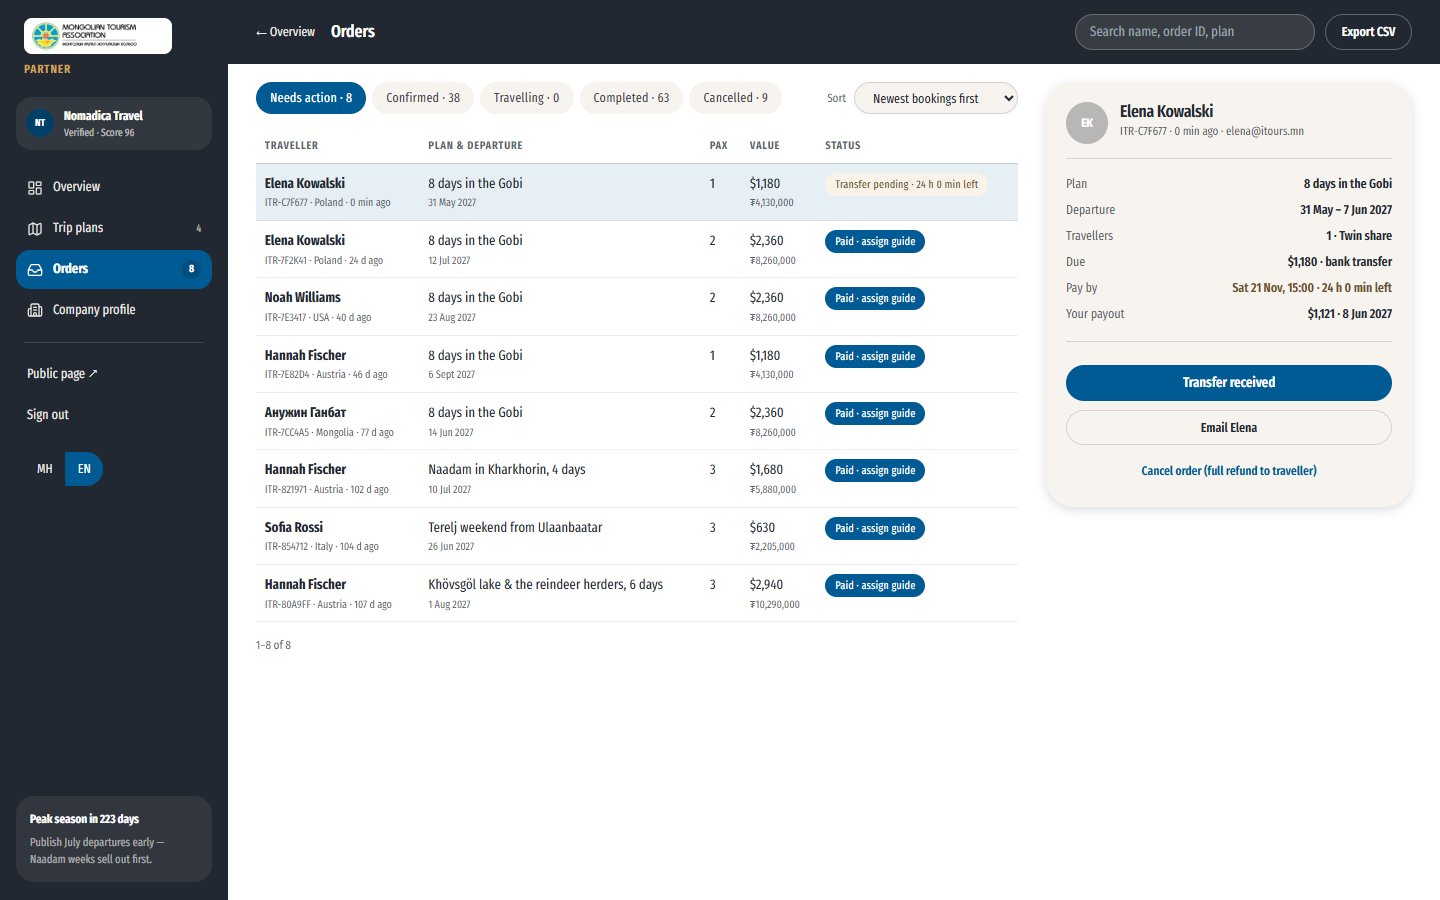 MONGOLIAN TOURISM
ASSOCIATION
PARTNER
NT
Nomadica Travel
Verified · Score 96
Overview
Trip plans 4
Orders 8
Company profile
Public page ↗
Sign out
МН EN
Peak season in 223 days
Publish July departures early —
Naadam weeks sell out first.
← Overview Orders
Search name, order ID, plan
Export CSV
Needs action · 8 Confirmed · 38 Travelling · 0 Completed · 63 Cancelled · 9
Sort Newest bookings first
TRAVELLER PLAN & DEPARTURE PAX VALUE STATUS
Elena Kowalski 8 days in the Gobi 1 $1,180 Transfer pending · 24 h 0 min left
ITR-C7F677 · Poland · 0 min ago 31 May 2027 ₮4,130,000
Elena Kowalski 8 days in the Gobi 2 $2,360 Paid · assign guide
ITR-7F2K41 · Poland · 24 d ago 12 Jul 2027 ₮8,260,000
Noah Williams 8 days in the Gobi 2 $2,360 Paid · assign guide
ITR-7E3417 · USA · 40 d ago 23 Aug 2027 ₮8,260,000
Hannah Fischer 8 days in the Gobi 1 $1,180 Paid · assign guide
ITR-7E82D4 · Austria · 46 d ago 6 Sept 2027 ₮4,130,000
Анужин Ганбат 8 days in the Gobi 2 $2,360 Paid · assign guide
ITR-7CC4A5 · Mongolia · 77 d ago 14 Jun 2027 ₮8,260,000
Hannah Fischer Naadam in Kharkhorin, 4 days 3 $1,680 Paid · assign guide
ITR-821971 · Austria · 102 d ago 10 Jul 2027 ₮5,880,000
Sofia Rossi Terelj weekend from Ulaanbaatar 3 $630 Paid · assign guide
ITR-854712 · Italy · 104 d ago 26 Jun 2027 ₮2,205,000
Hannah Fischer Khövsgöl lake & the reindeer herders, 6 days 3 $2,940 Paid · assign guide
ITR-80A9FF · Austria · 107 d ago 1 Aug 2027 ₮10,290,000
1–8 of 8
EK
Elena Kowalski
ITR-C7F677 · 0 min ago · elena@itours.mn
Plan 8 days in the Gobi
Departure 31 May – 7 Jun 2027
Travellers 1 · Twin share
Due $1,180 · bank transfer
Pay by Sat 21 Nov, 15:00 · 24 h 0 min left
Your payout $1,121 · 8 Jun 2027
Transfer received
Email Elena
Cancel order (full refund to traveller)